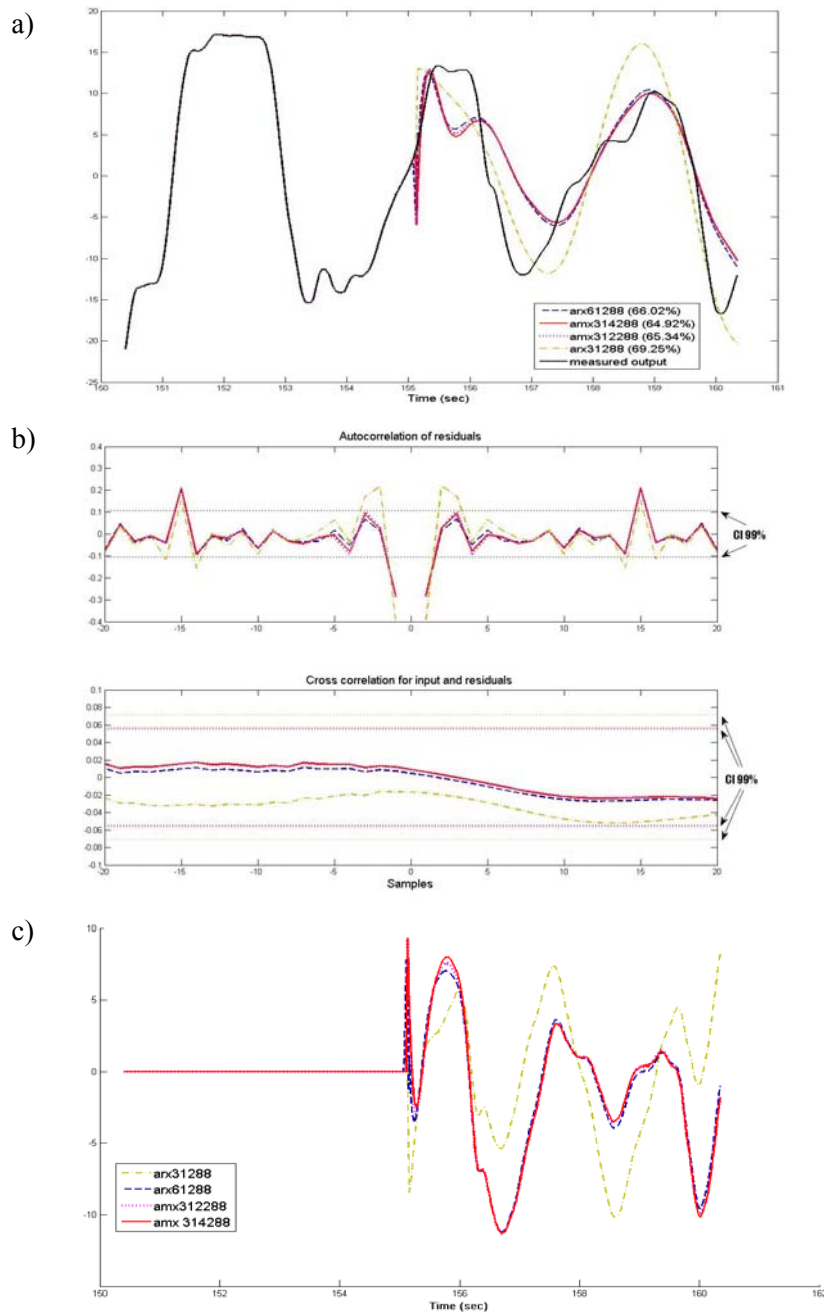 a)
20
15
10
5
0
-5
-10
-15
-20
-25
150 151 152 153 154 155 156 157 158 159 160 161
Time (sec)
arx61288 (66.02%)
amx314288 (64.92%)
amx312288 (65.34%)
arx31288 (69.25%)
measured output
b)
Autocorrelation of residuals
0.4
0.3
0.2
0.1
0
-0.1
-0.2
-0.3
-0.4
-20 -15 -10 -5 0 5 10 15 20
CI 99%
Cross correlation for input and residuals
0.1
0.08
0.06
0.04
0.02
0
-0.02
-0.04
-0.06
-0.08
-0.1
-20 -15 -10 -5 0 5 10 15 20
Samples
CI 99%
c)
10
5
0
-5
-10
150 152 154 156 158 160 162
Time (sec)
arx31288
arx61288
amx312288
amx 314288